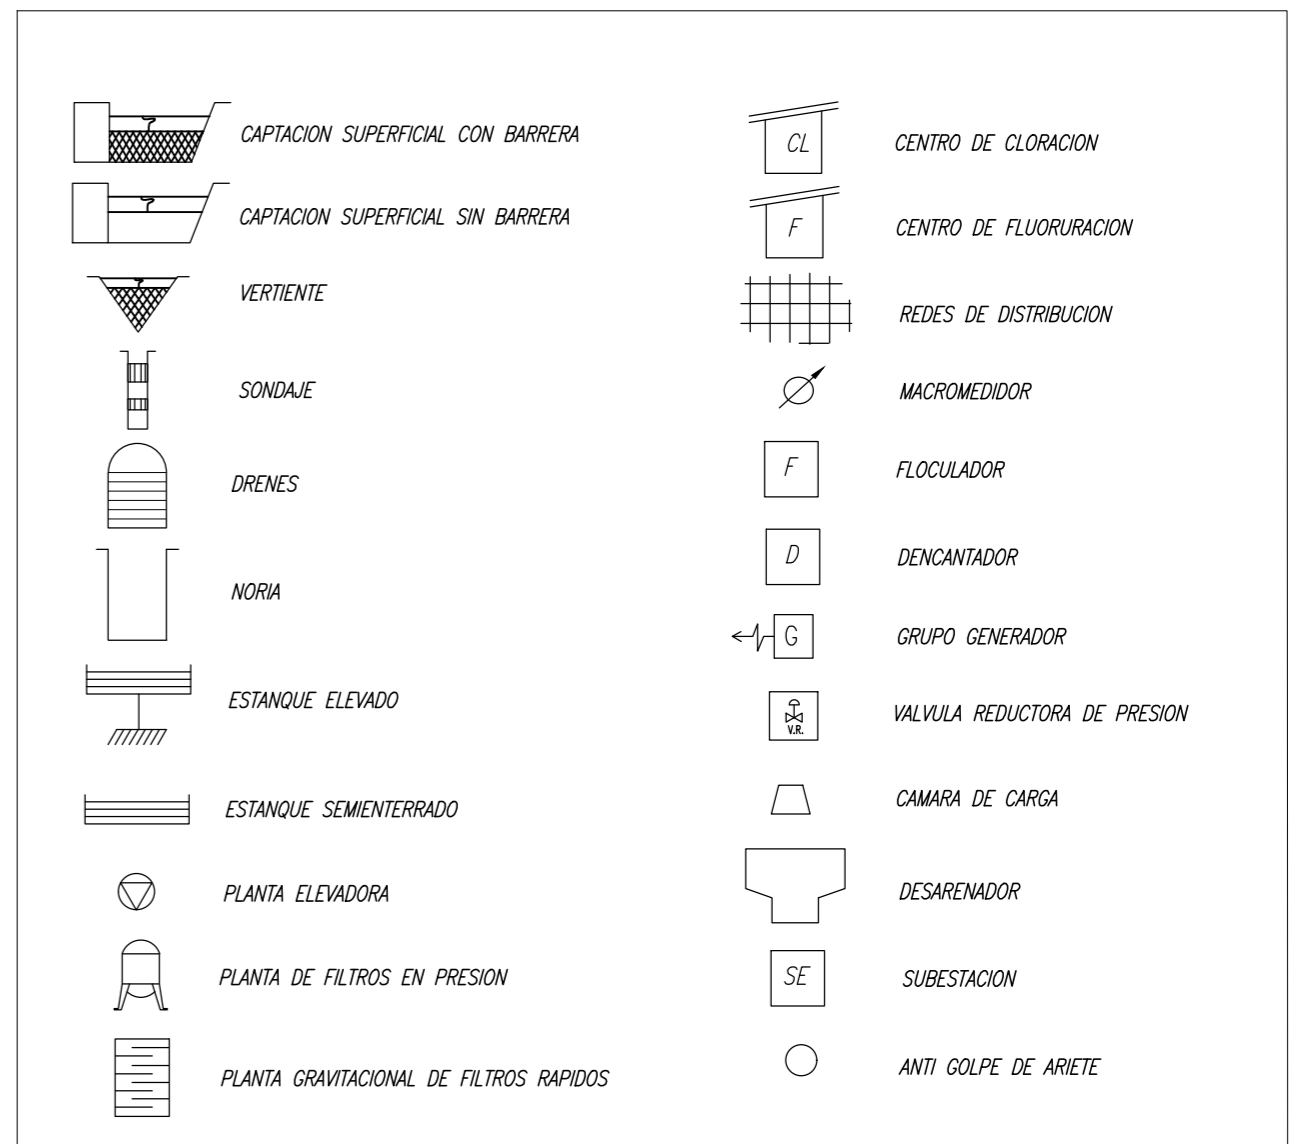 CAPTACION SUPERFICIAL CON BARRERA
CAPTACION SUPERFICIAL SIN BARRERA
VERTIENTE
SONDAJE
DRENES
NORIA
ESTANQUE ELEVADO
ESTANQUE SEMIENTERRADO
PLANTA ELEVADORA
PLANTA DE FILTROS EN PRESION
PLANTA GRAVITACIONAL DE FILTROS RAPIDOS
CL CENTRO DE CLORACION
F CENTRO DE FLUORURACION
REDES DE DISTRIBUCION
MACROMEDIDOR
F FLOCULADOR
D DENCANTADOR
G GRUPO GENERADOR
V.R. VALVULA REDUCTORA DE PRESION
CAMARA DE CARGA
DESARENADOR
SE SUBESTACION
ANTI GOLPE DE ARIETE